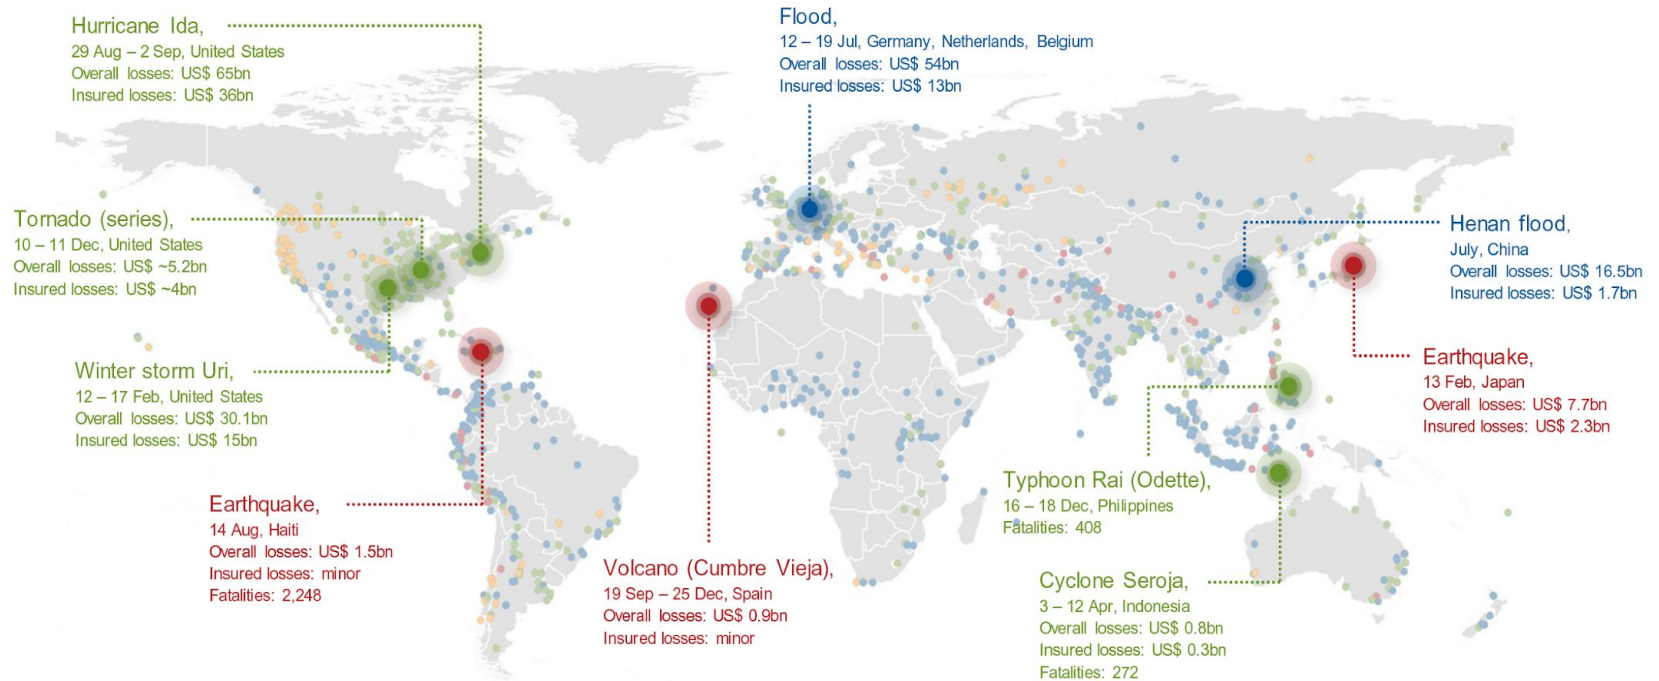 Hurricane Ida,
29 Aug – 2 Sep, United States
Overall losses: US$ 65bn
Insured losses: US$ 36bn
Flood,
12 – 19 Jul, Germany, Netherlands, Belgium
Overall losses: US$ 54bn
Insured losses: US$ 13bn
Tornado (series),
10 – 11 Dec, United States
Overall losses: US$ ~5.2bn
Insured losses: US$ ~4bn
Henan flood,
July, China
Overall losses: US$ 16.5bn
Insured losses: US$ 1.7bn
Winter storm Uri,
12 – 17 Feb, United States
Overall losses: US$ 30.1bn
Insured losses: US$ 15bn
Earthquake,
13 Feb, Japan
Overall losses: US$ 7.7bn
Insured losses: US$ 2.3bn
Earthquake,
14 Aug, Haiti
Overall losses: US$ 1.5bn
Insured losses: minor
Fatalities: 2,248
Volcano (Cumbre Vieja),
19 Sep – 25 Dec, Spain
Overall losses: US$ 0.9bn
Insured losses: minor
Typhoon Rai (Odette),
16 – 18 Dec, Philippines
Fatalities: 408
Cyclone Seroja,
3 – 12 Apr, Indonesia
Overall losses: US$ 0.8bn
Insured losses: US$ 0.3bn
Fatalities: 272